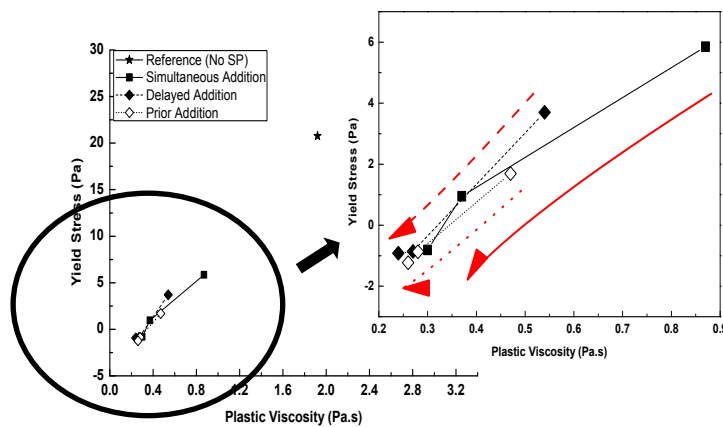 30
25
20
15
10
5
0
-5
Yield Stress (Pa)
Reference (No SP)
Simultaneous Addition
Delayed Addition
Prior Addition
0.0 0.4 0.8 1.2 1.6 2.0 2.4 2.8 3.2
Plastic Viscosity (Pa.s)
6
4
2
0
-2
Yield Stress (Pa)
0.2 0.3 0.4 0.5 0.6 0.7 0.8 0.9
Plastic Viscosity (Pa.s)